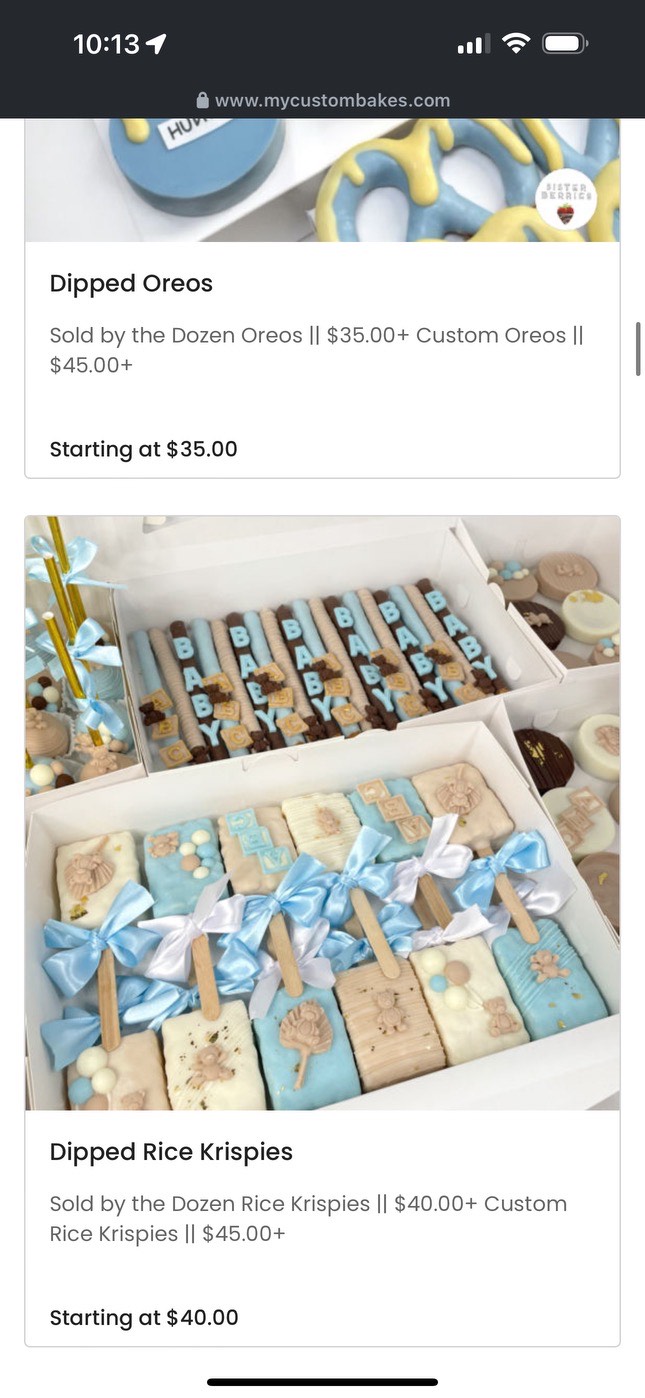 10:13
www.mycustombakes.com
SISTER
BERRIES
Dipped Oreos
Sold by the Dozen Oreos || $35.00+ Custom Oreos ||
$45.00+
Starting at $35.00
BABY
BABY
BABY
BABY
BABY
BABY
Dipped Rice Krispies
Sold by the Dozen Rice Krispies || $40.00+ Custom
Rice Krispies || $45.00+
Starting at $40.00